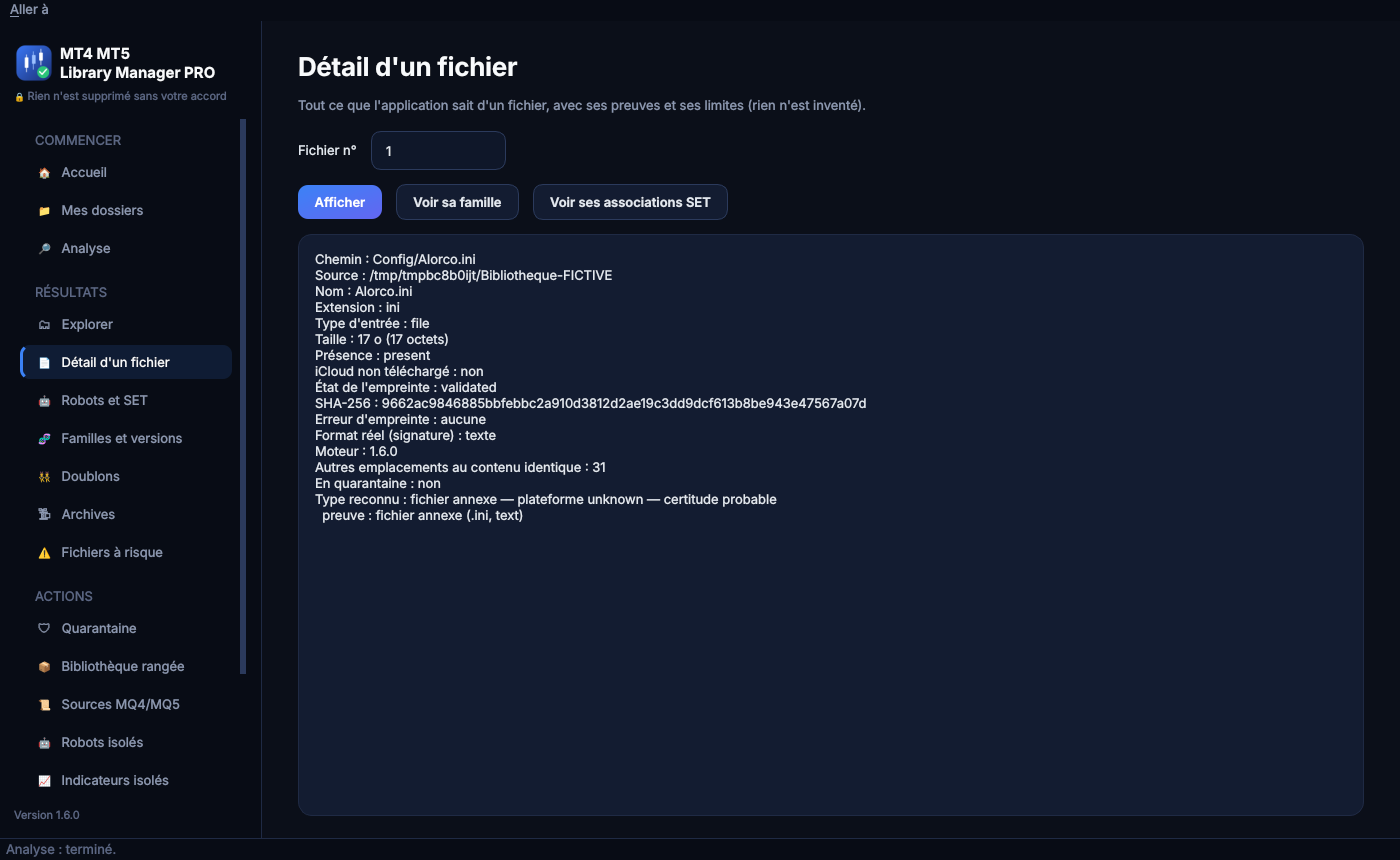 Aller à
MT4 MT5
Library Manager PRO
Rien n'est supprimé sans votre accord
COMMENCER
Accueil
Mes dossiers
Analyse
RÉSULTATS
Explorer
Détail d'un fichier
Robots et SET
Familles et versions
Doublons
Archives
Fichiers à risque
ACTIONS
Quarantaine
Bibliothèque rangée
Sources MQ4/MQ5
Robots isolés
Indicateurs isolés
Version 1.6.0
Détail d'un fichier
Tout ce que l'application sait d'un fichier, avec ses preuves et ses limites (rien n'est inventé).
Fichier n° 1
Afficher Voir sa famille Voir ses associations SET
Chemin : Config/Alorco.ini
Source : /tmp/tmpbc8b0ijt/Bibliotheque-FICTIVE
Nom : Alorco.ini
Extension : ini
Type d'entrée : file
Taille : 17 o (17 octets)
Présence : present
iCloud non téléchargé : non
État de l'empreinte : validated
SHA-256 : 9662ac9846885bbfebbc2a910d3812d2ae19c3dd9dcf613b8be943e47567a07d
Erreur d'empreinte : aucune
Format réel (signature) : texte
Moteur : 1.6.0
Autres emplacements au contenu identique : 31
En quarantaine : non
Type reconnu : fichier annexe — plateforme unknown — certitude probable
preuve : fichier annexe (.ini, text)
Analyse : terminé.